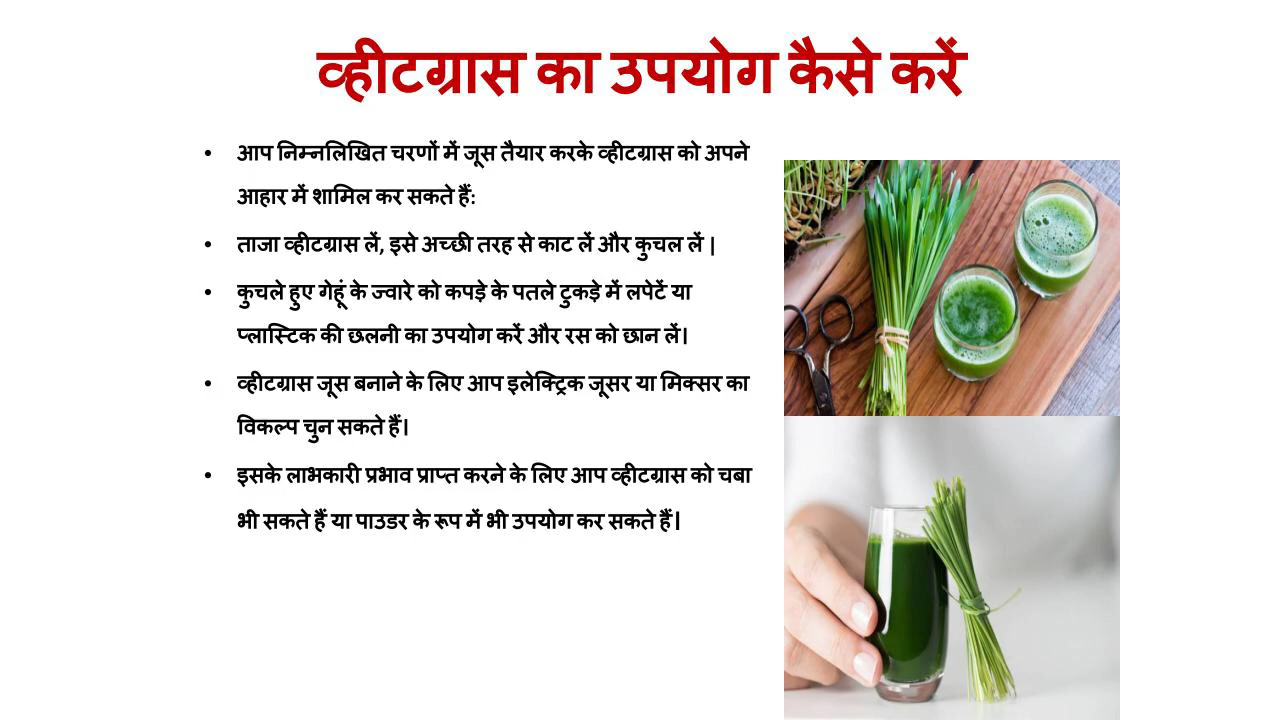 व्हीटग्रास का उपयोग कैसे करें
• आप निम्नलिखित चरणों में जूस तैयार करके व्हीटग्रास को अपने
आहार में शामिल कर सकते हैं:
• ताजा व्हीटग्रास लें, इसे अच्छी तरह से काट लें और कुचल लें |
• कुचले हुए गेहूं के ज्वारे को कपड़े के पतले टुकड़े में लपेटें या
प्लास्टिक की छलनी का उपयोग करें और रस को छान लें।
• व्हीटग्रास जूस बनाने के लिए आप इलेक्ट्रिक जूसर या मिक्सर का
विकल्प चुन सकते हैं।
• इसके लाभकारी प्रभाव प्राप्त करने के लिए आप व्हीटग्रास को चबा
भी सकते हैं या पाउडर के रूप में भी उपयोग कर सकते हैं।